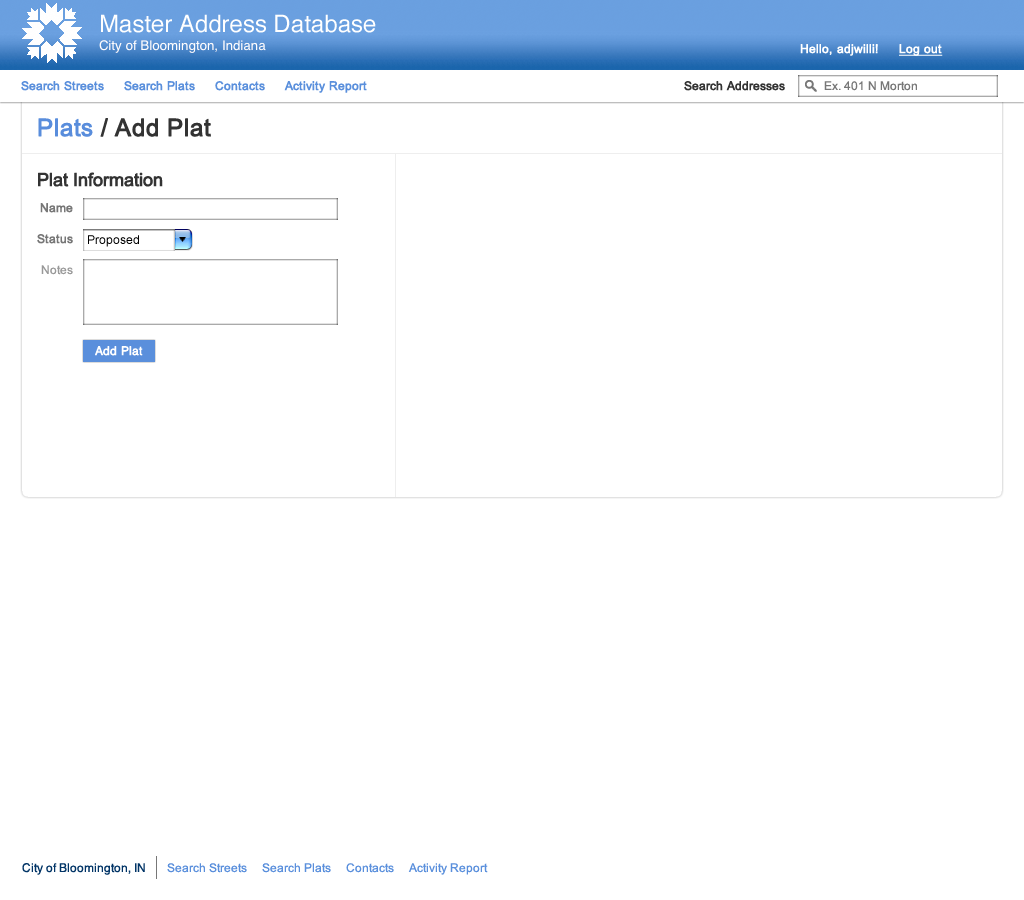 Master Address Database
City of Bloomington, Indiana
Hello, adjwilli! Log out
Search Streets Search Plats Contacts Activity Report Search Addresses Ex. 401 N Morton
Plats / Add Plat
Plat Information
Name
Status Proposed
Notes
Add Plat
City of Bloomington, IN Search Streets Search Plats Contacts Activity Report